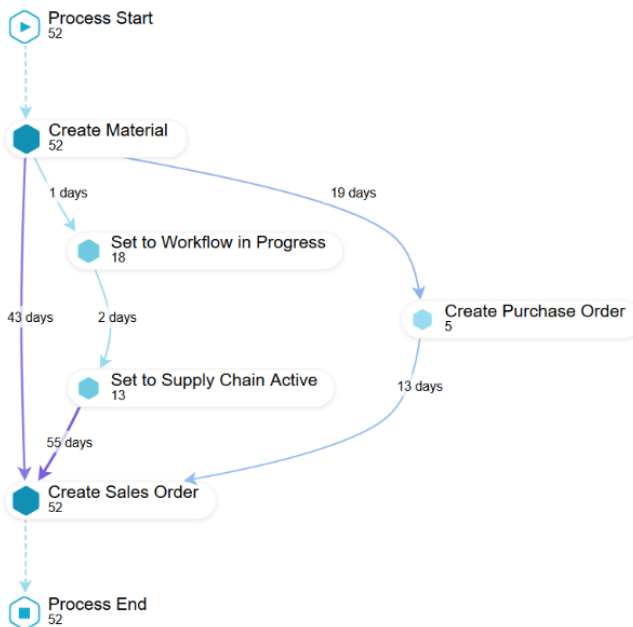 Process Start
52
Create Material
52
1 days
19 days
Set to Workflow in Progress
18
43 days
2 days
Create Purchase Order
5
Set to Supply Chain Active
13
13 days
55 days
Create Sales Order
52
Process End
52